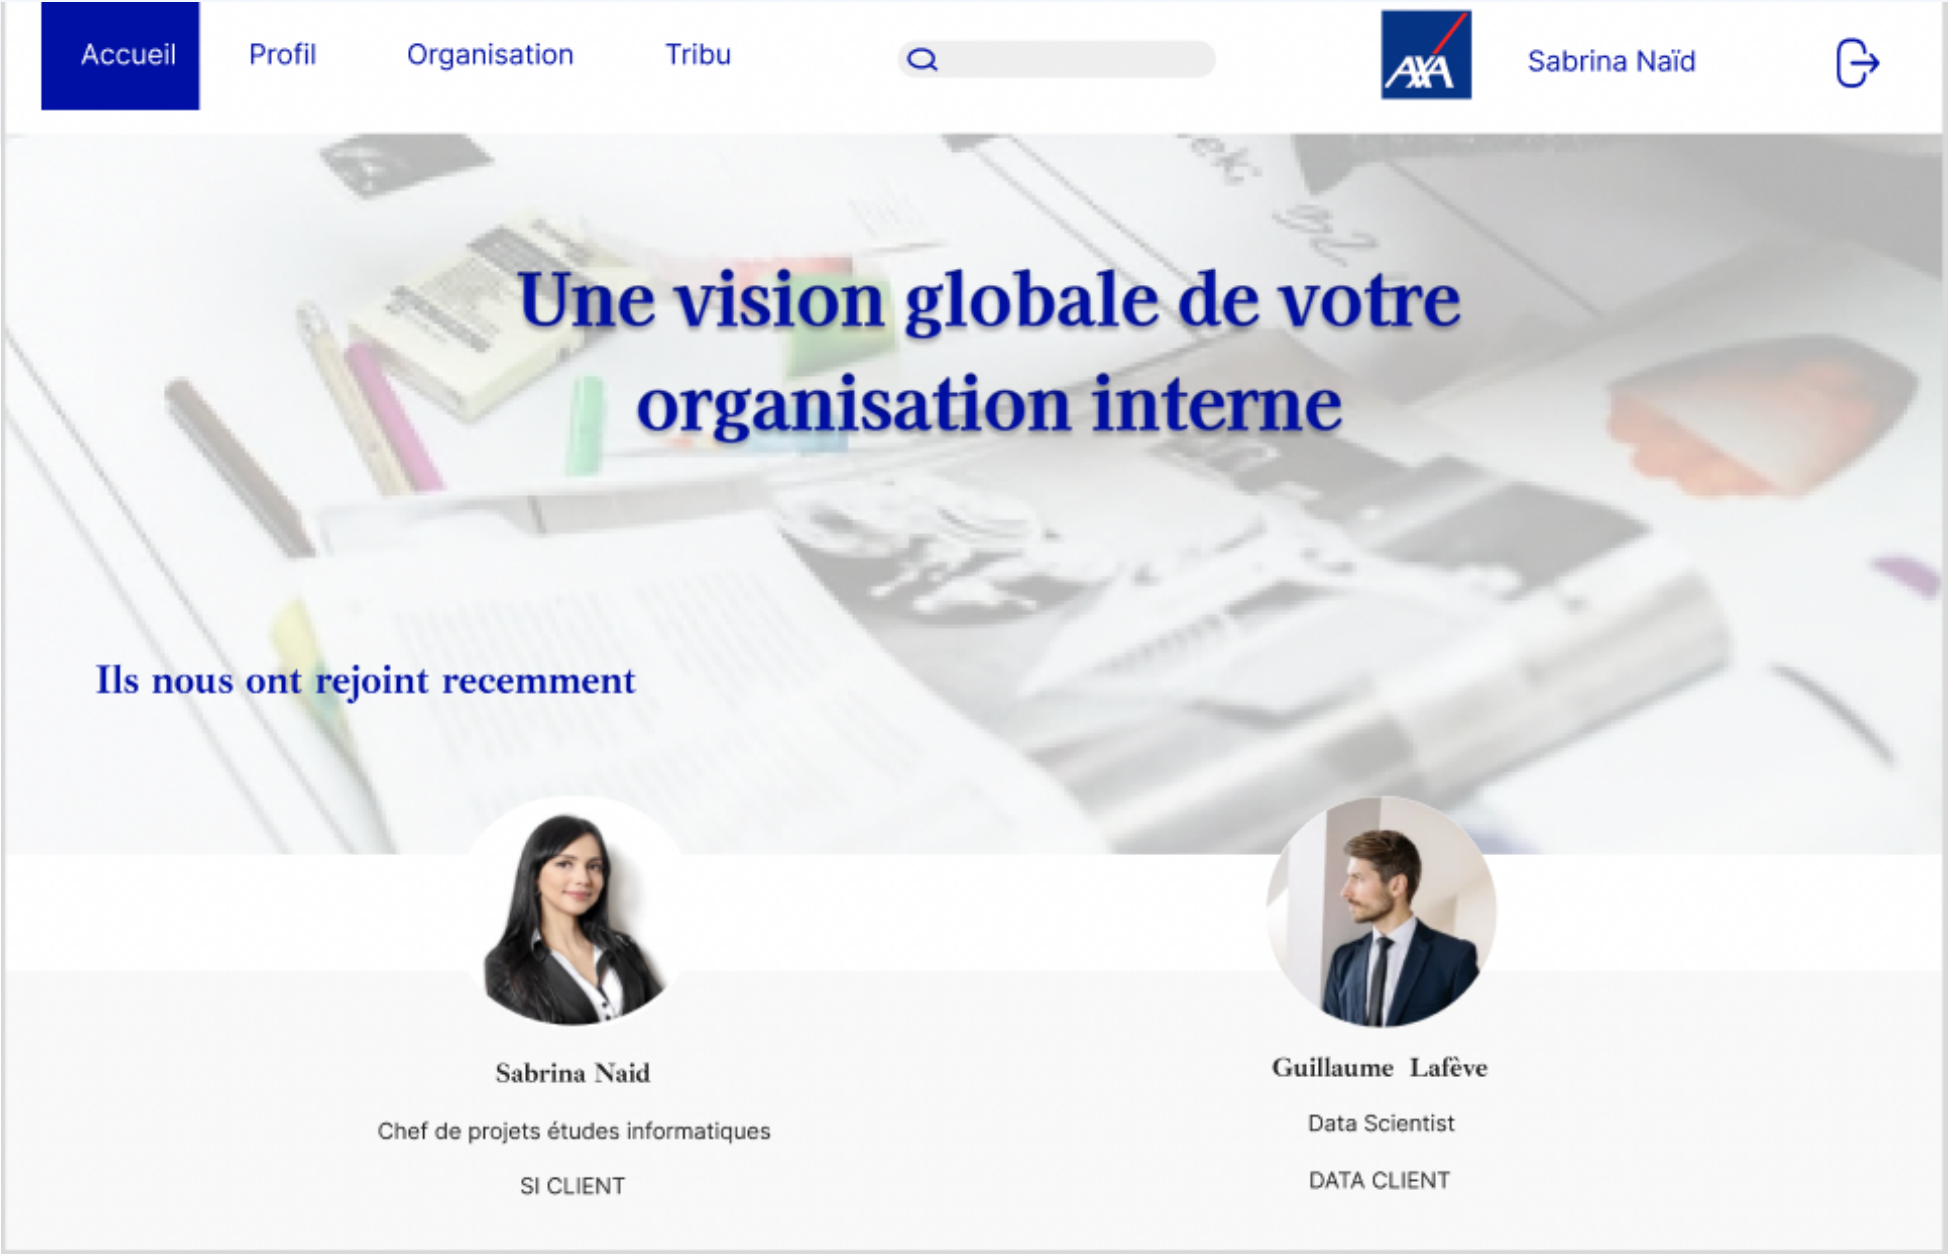 Accueil Profil Organisation Tribu AXA Sabrina Naïd
Une vision globale de votre
organisation interne
Ils nous ont rejoint recemment
Sabrina Naid
Chef de projets études informatiques
SI CLIENT
Guillaume Lafève
Data Scientist
DATA CLIENT